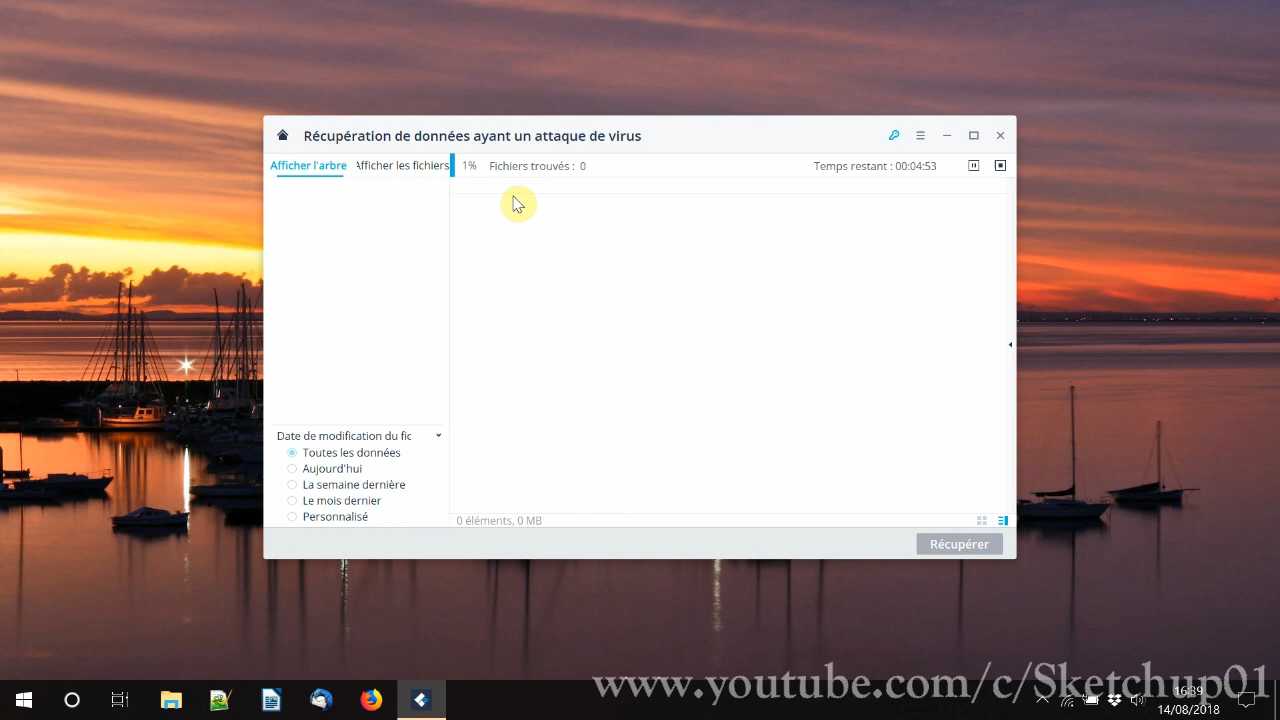 Récupération de données ayant un attaque de virus
Afficher l'arbre
Afficher les fichiers
1%
Fichiers trouvés : 0
Temps restant : 00:04:53
Date de modification du fic
Toutes les données
Aujourd'hui
La semaine dernière
Le mois dernier
Personnalisé
0 éléments, 0 MB
Récupérer
www.youtube.com/c/Sketchup01
16:39
14/08/2018